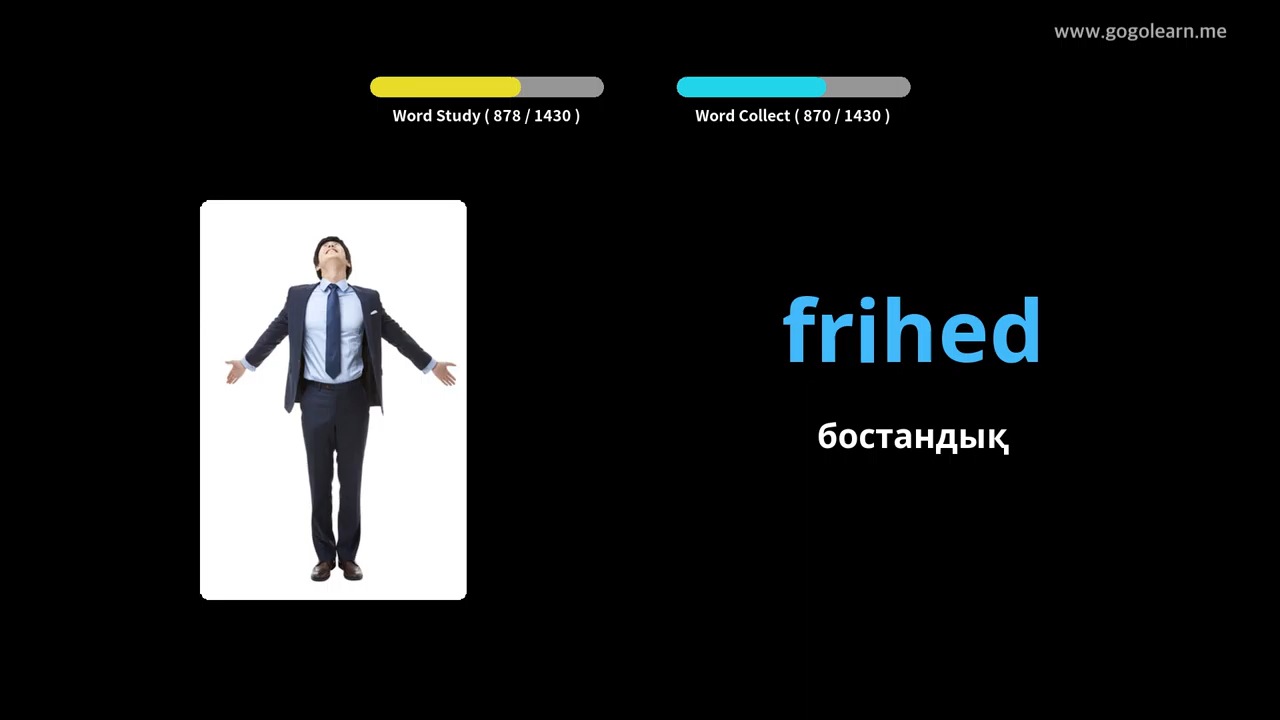 www.gogolearn.me
Word Study ( 878 / 1430 )
Word Collect ( 870 / 1430 )
frihed
бостандық